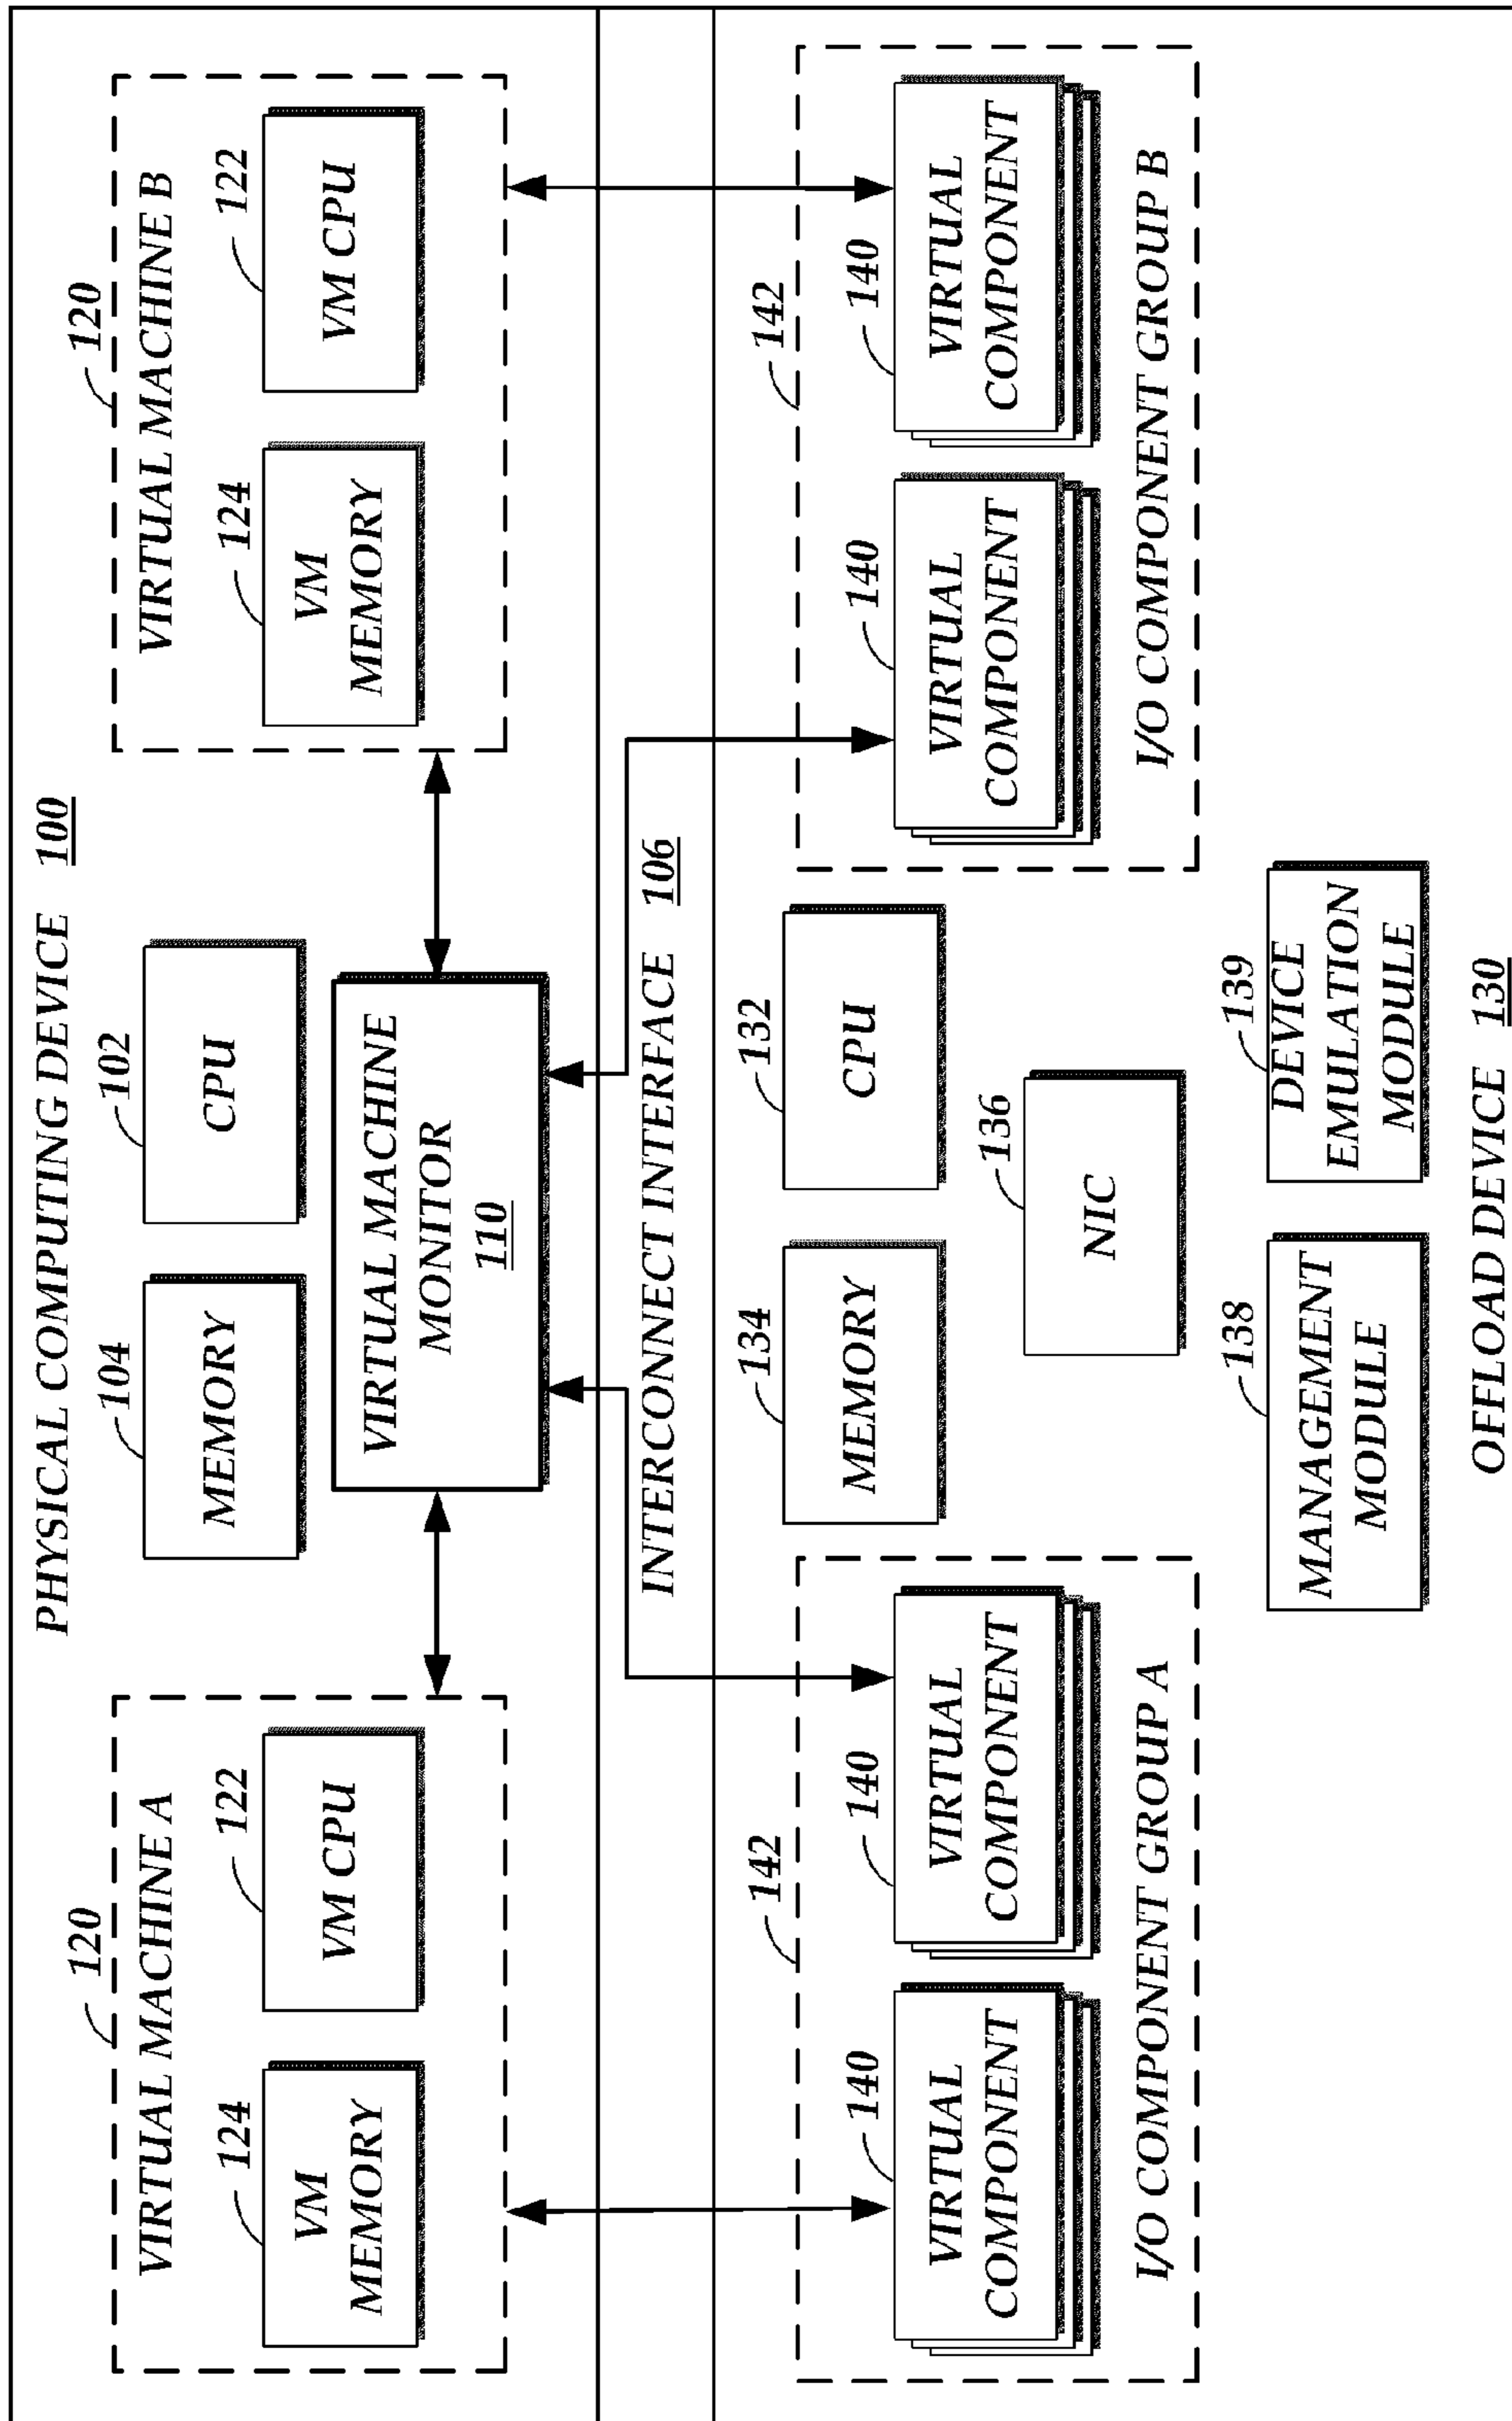 PHYSICAL COMPUTING DEVICE 100
120
VIRTUAL MACHINE A
124
VM
MEMORY
122
VM CPU
104
MEMORY
102
CPU
VIRTUAL MACHINE
MONITOR
110
120
VIRTUAL MACHINE B
124
VM
MEMORY
122
VM CPU
INTERCONNECT INTERFACE 106
142
140
VIRTUAL
COMPONENT
140
VIRTUAL
COMPONENT
I/O COMPONENT GROUP A
134
MEMORY
132
CPU
136
NIC
138
MANAGEMENT
MODULE
139
DEVICE
EMULATION
MODULE
142
140
VIRTUAL
COMPONENT
140
VIRTUAL
COMPONENT
I/O COMPONENT GROUP B
OFFLOAD DEVICE 130